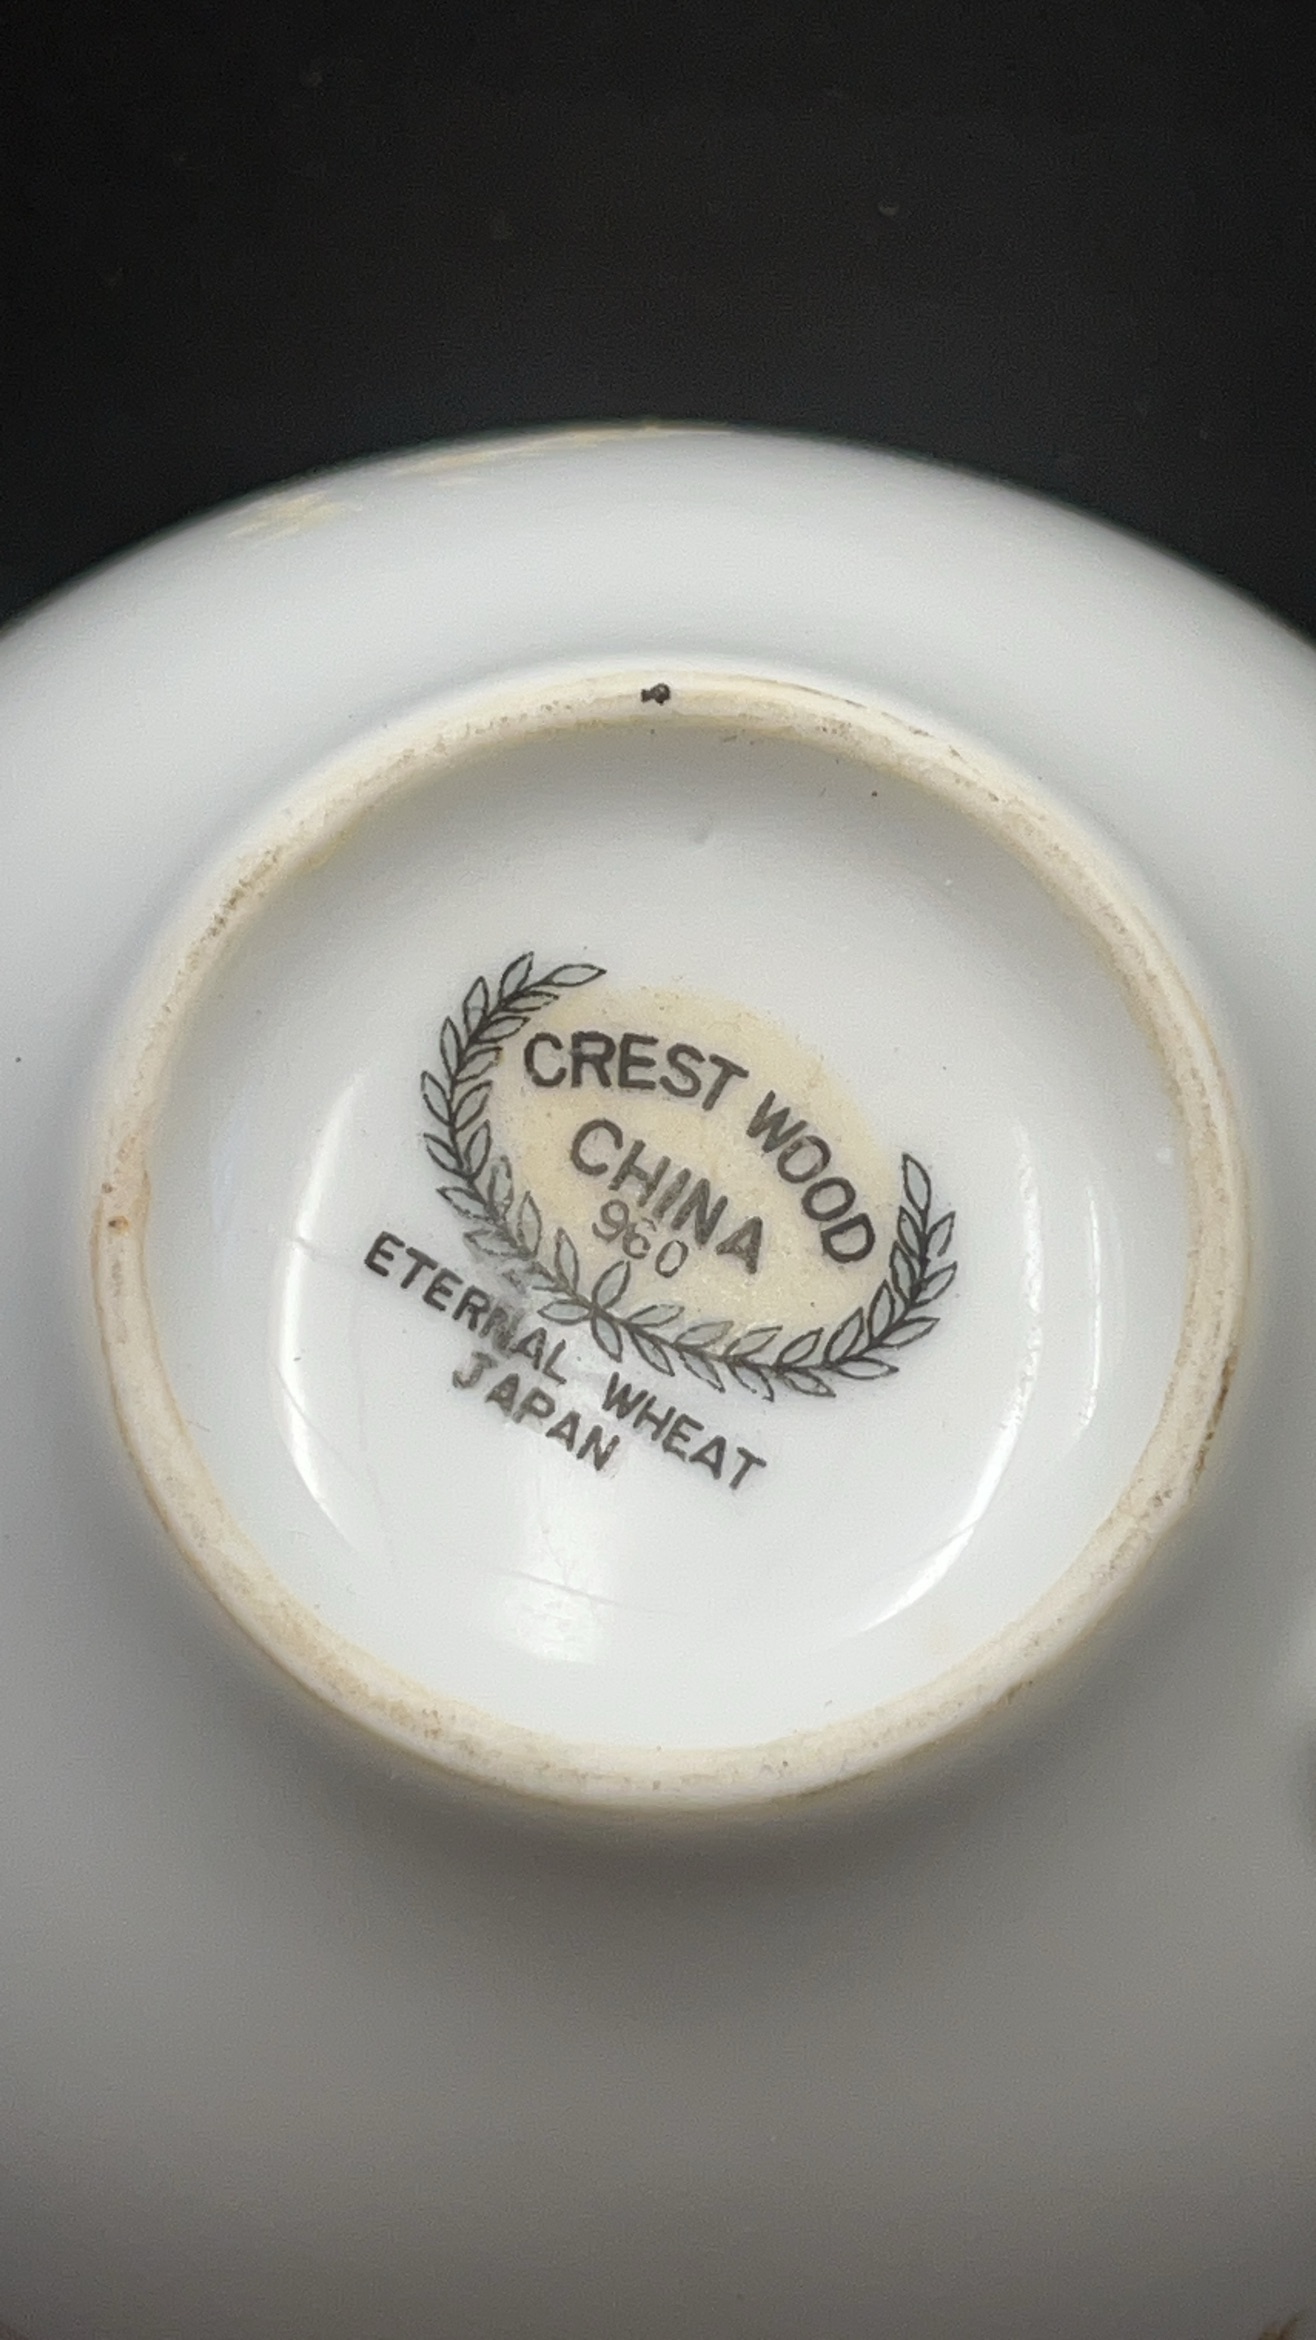 CREST WOOD
CHINA
960
ETERNAL WHEAT
JAPAN